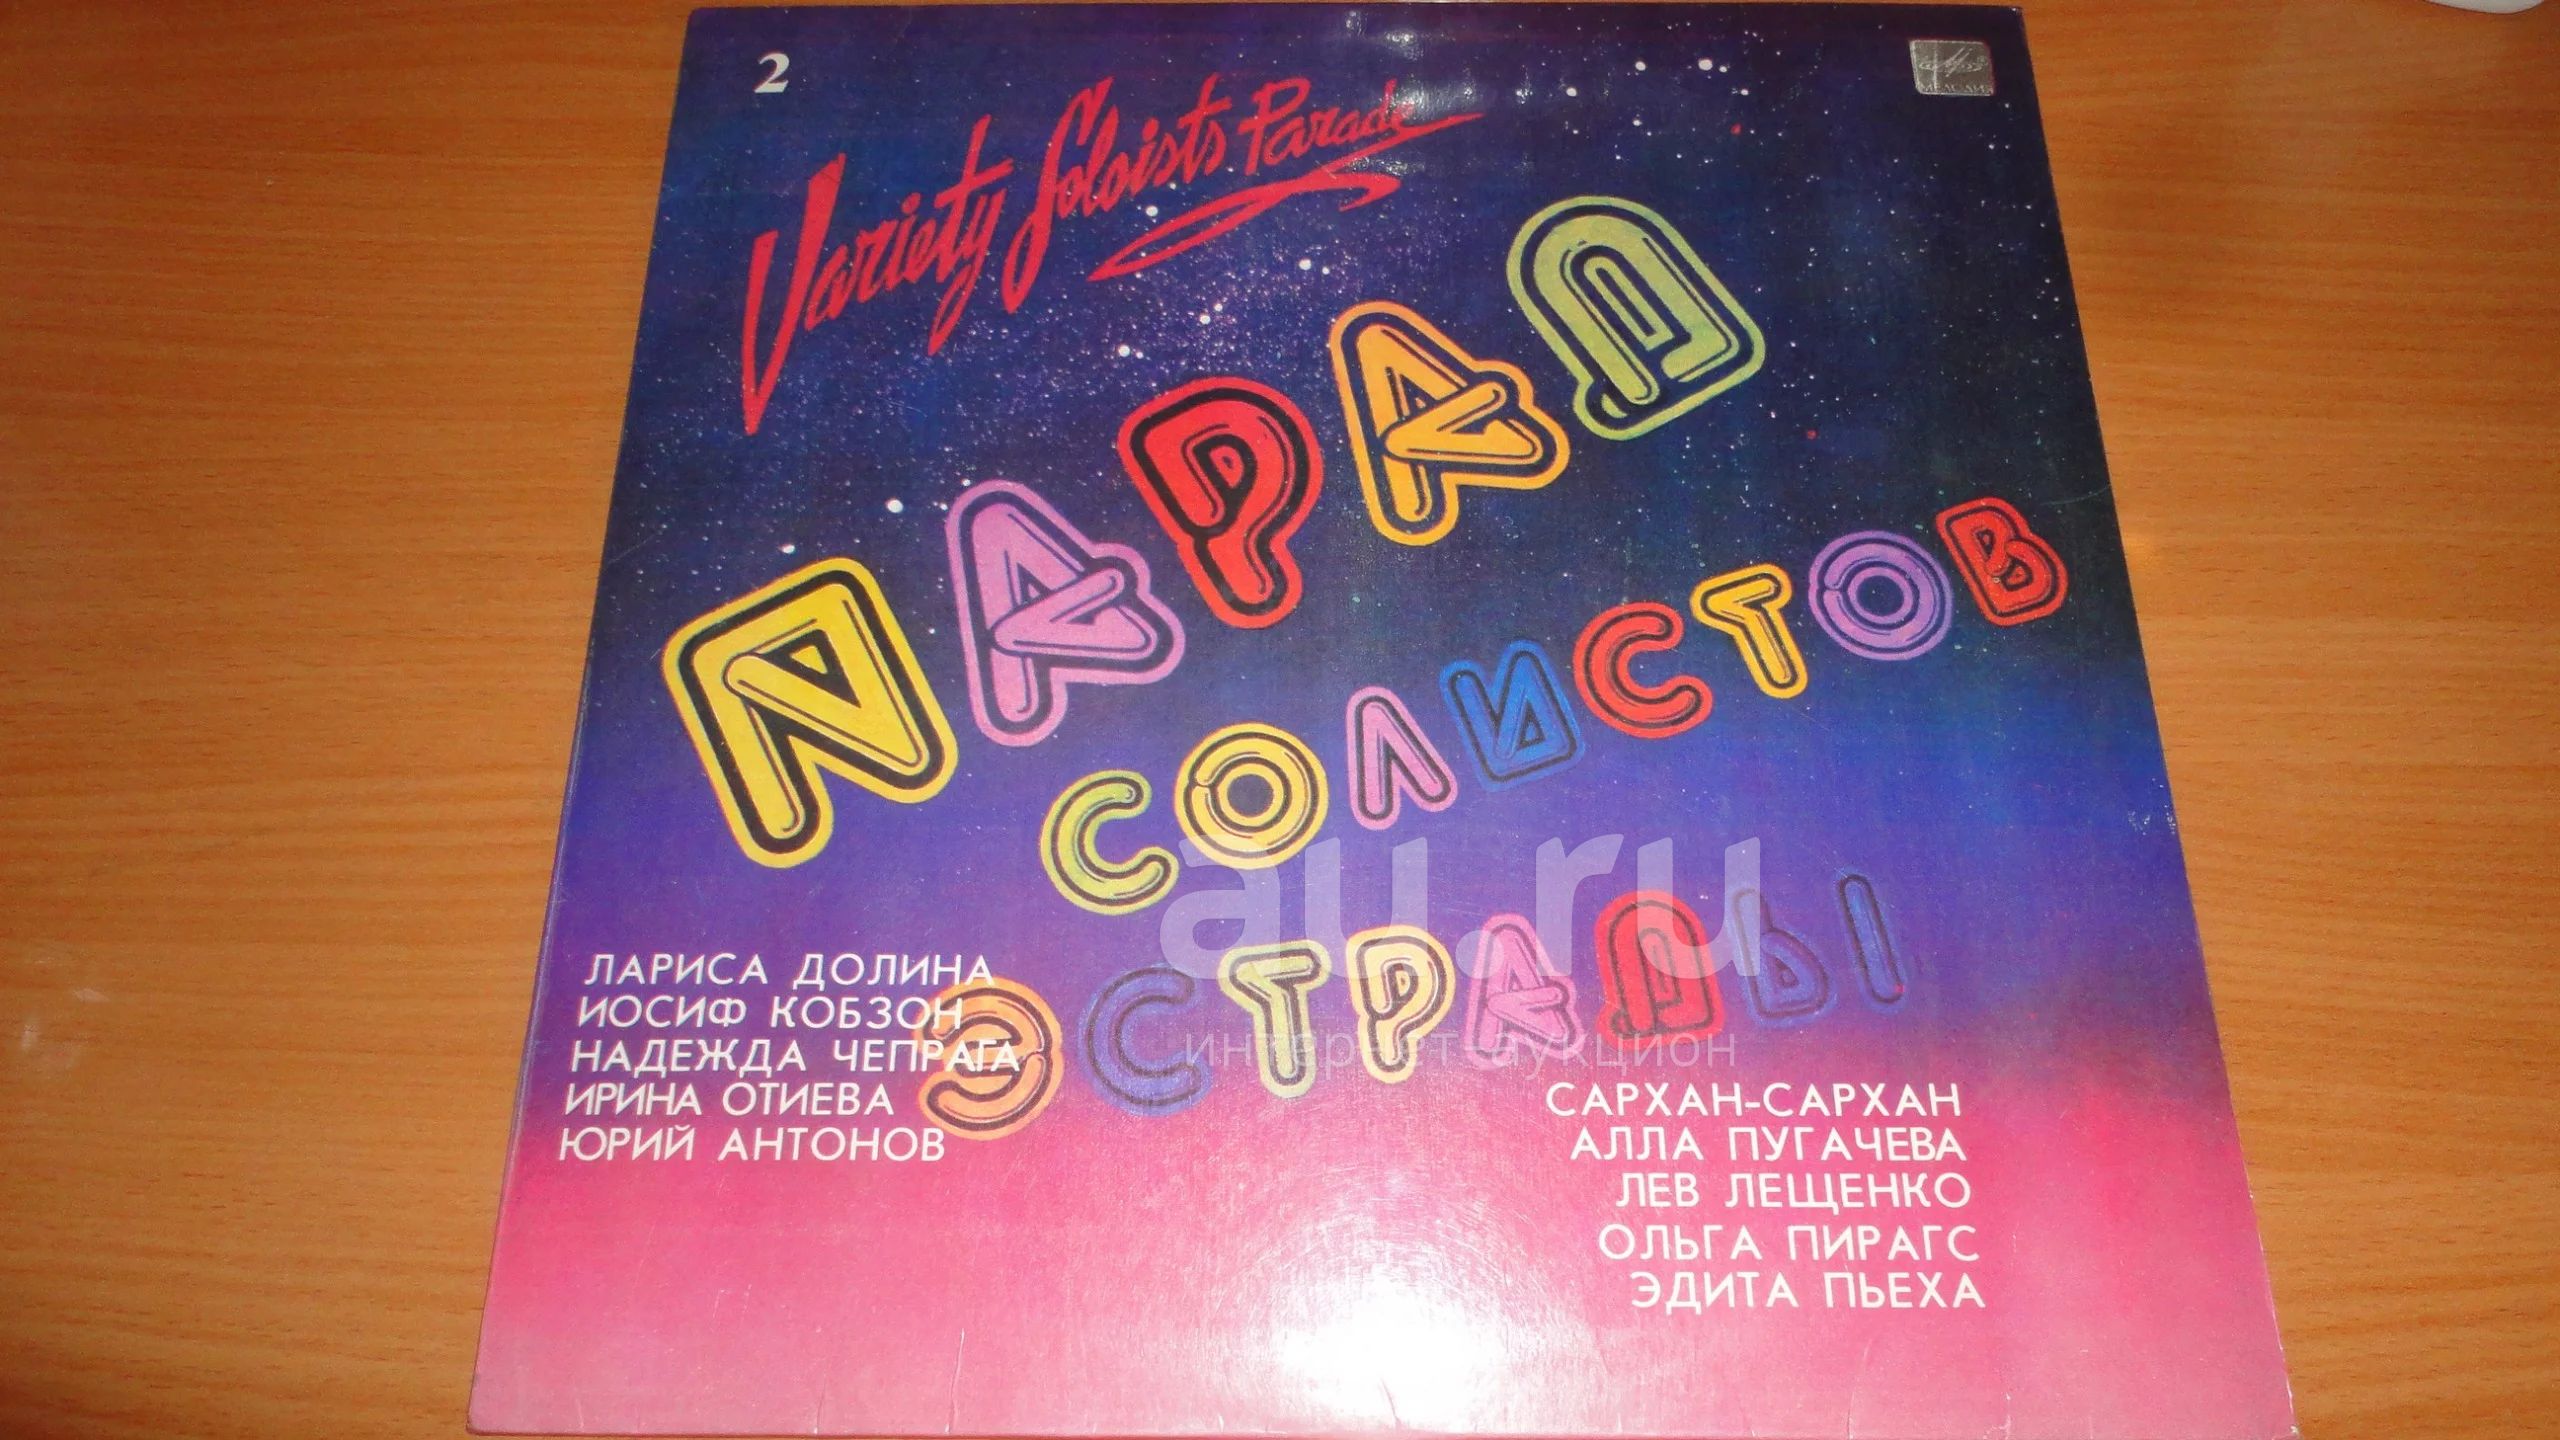 2
Variety Soloists Parade
МЕЛОДИЯ
ПАРАД
СОЛИСТОВ
ЭСТРАДЫ
au.ru
интернет-аукцион
ЛАРИСА ДОЛИНА
ИОСИФ КОБЗОН
НАДЕЖДА ЧЕПРАГА
ИРИНА ОТИЕВА
ЮРИЙ АНТОНОВ
САРХАН-САРХАН
АЛЛА ПУГАЧЕВА
ЛЕВ ЛЕЩЕНКО
ОЛЬГА ПИРАГС
ЭДИТА ПЬЕХА